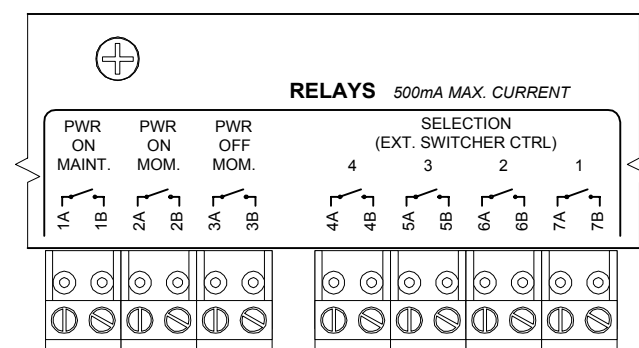 RELAYS 500mA MAX. CURRENT
PWR ON MAINT.
PWR ON MOM.
PWR OFF MOM.
SELECTION
(EXT. SWITCHER CTRL)
4 3 2 1
1A 1B 2A 2B 3A 3B 4A 4B 5A 5B 6A 6B 7A 7B